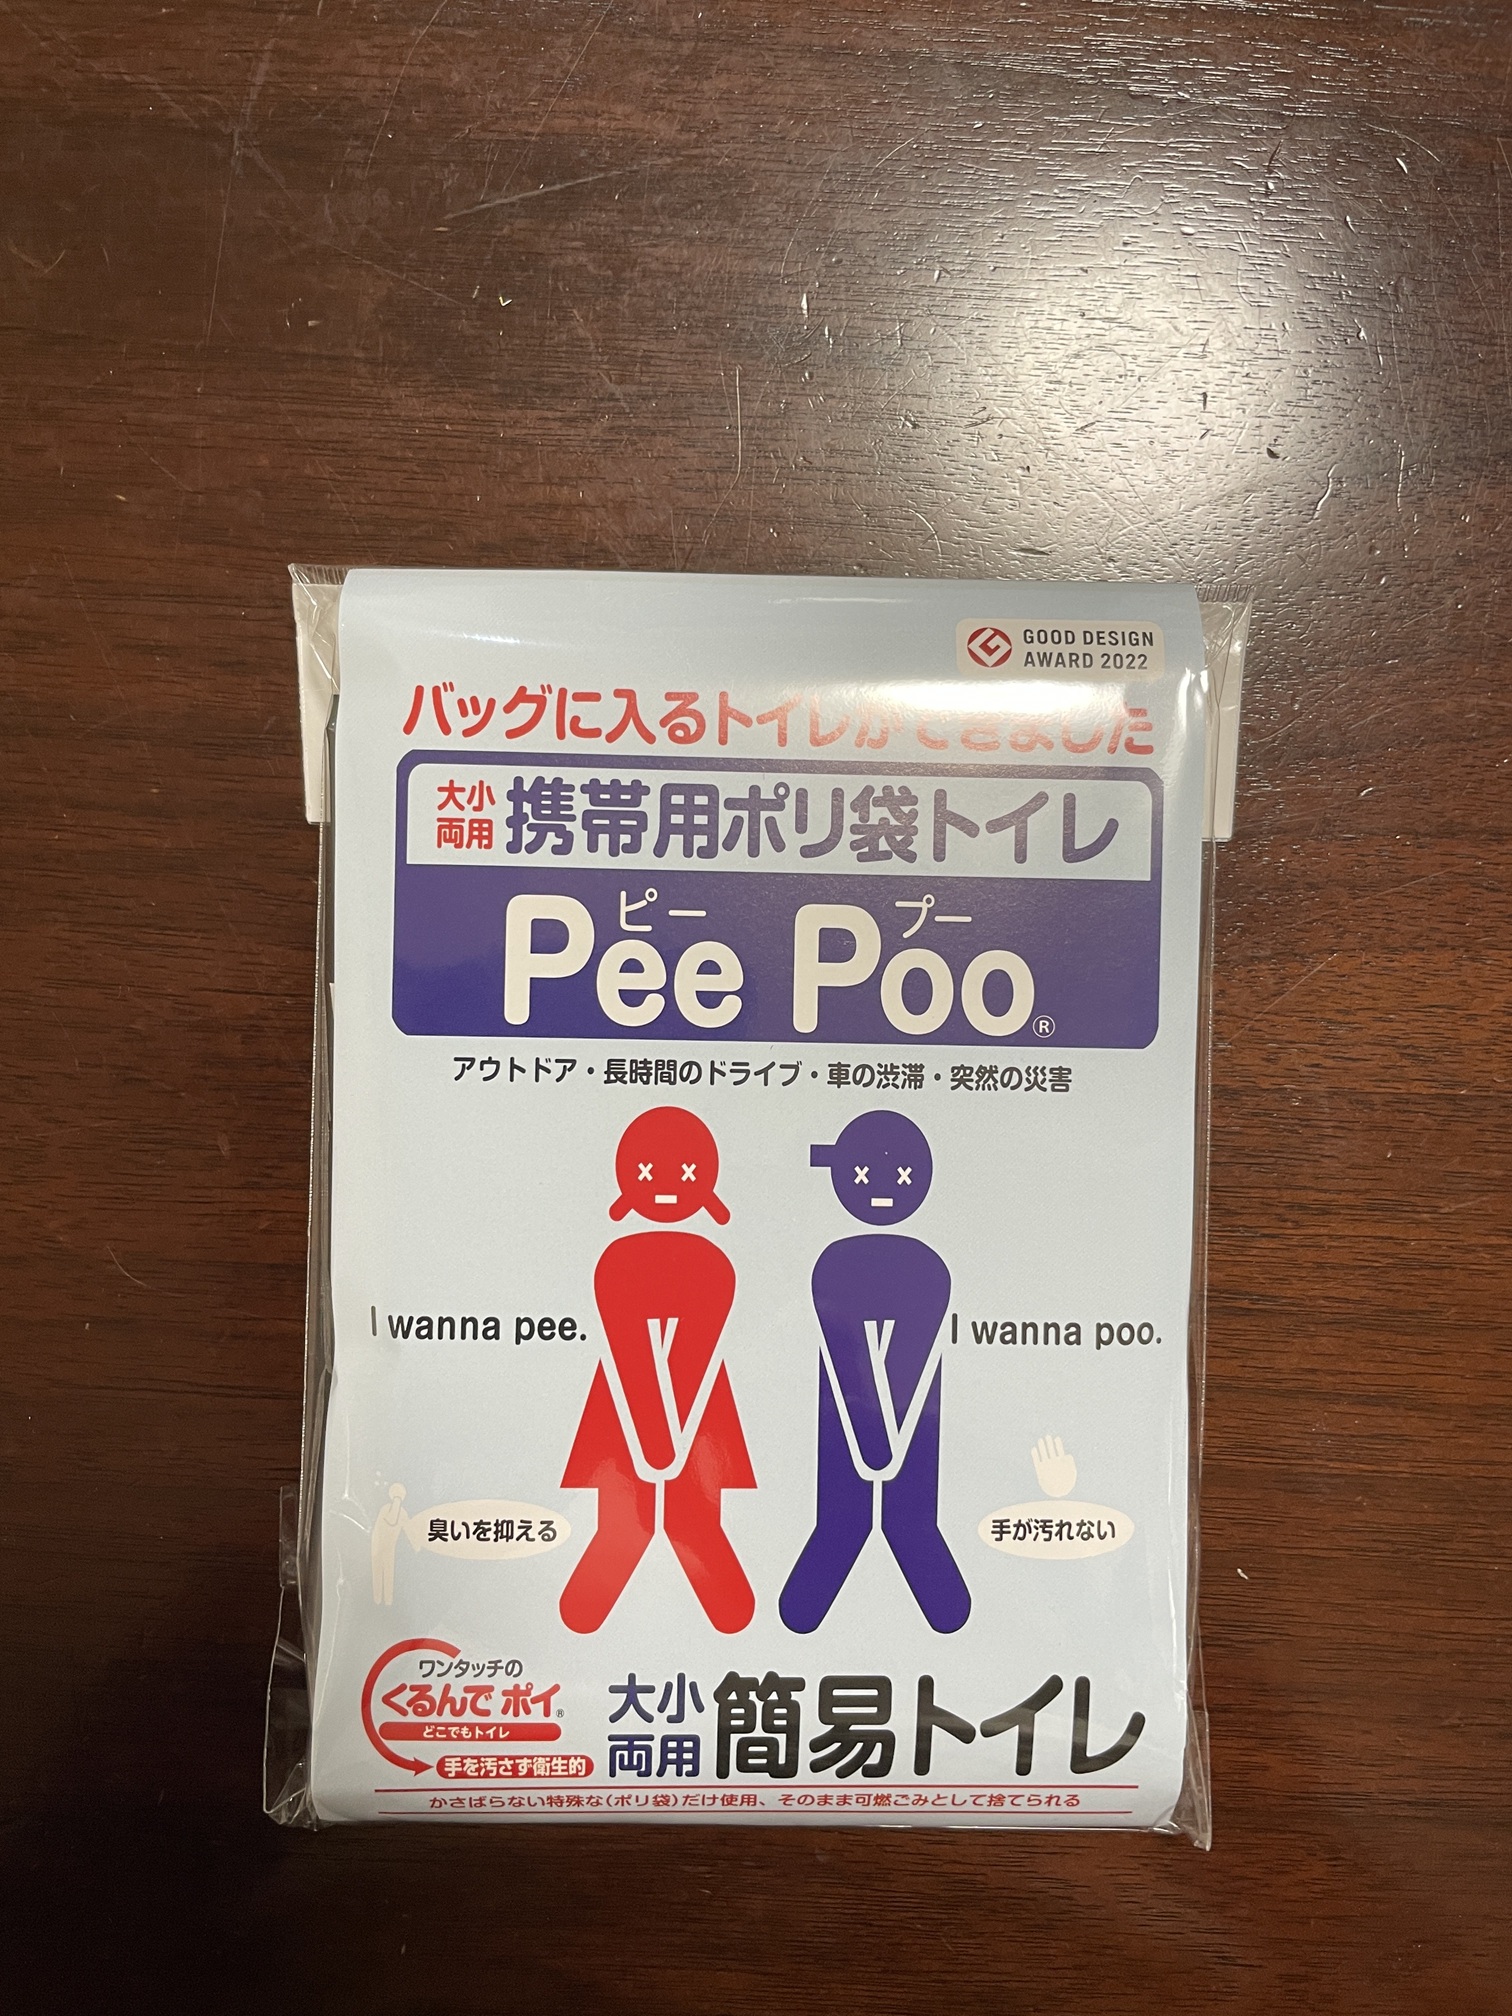 GOOD DESIGN
AWARD 2022
バッグに入るトイレができました
大小
両用
携帯用ポリ袋トイレ
ピー プー
Pee Poo®
アウトドア・長時間のドライブ・車の渋滞・突然の災害
I wanna pee.
I wanna poo.
臭いを抑える
手が汚れない
ワンタッチの
くるんでポイ®
どこでもトイレ
手を汚さず衛生的
大小
両用
簡易トイレ
かさばらない特殊な(ポリ袋)だけ使用、そのまま可燃ごみとして捨てられる